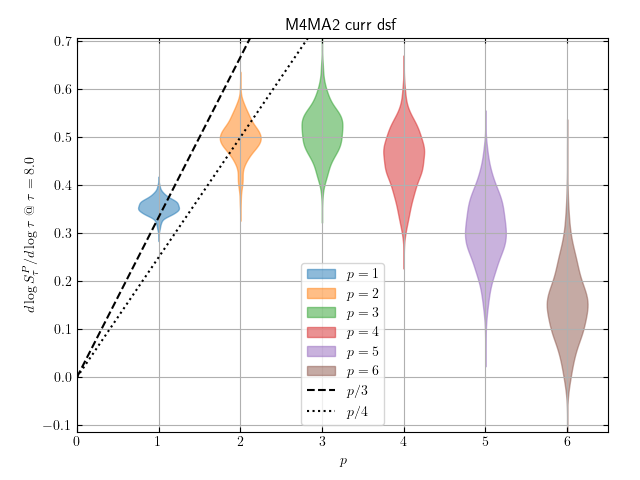 M4MA2 curr dsf
d log S_τ^P / d log τ @ τ = 8.0
0.7
0.6
0.5
0.4
0.3
0.2
0.1
0.0
−0.1
p = 1
p = 2
p = 3
p = 4
p = 5
p = 6
p/3
p/4
0 1 2 3 4 5 6
p